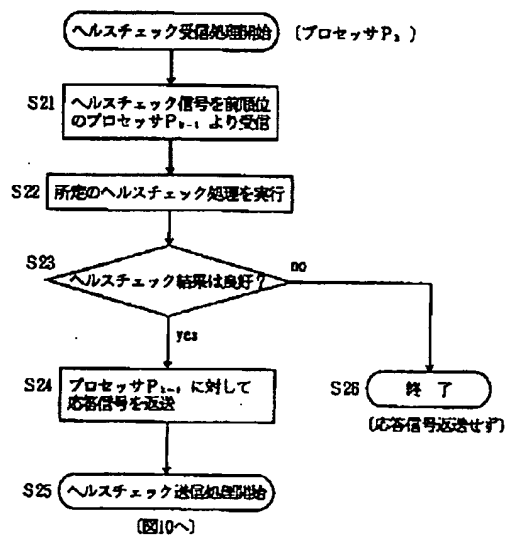 ヘルスチェック受信処理開始 （プロセッサP
S21 ヘルスチェック信号を前順位
のプロセッサP より受信
S22 所定のヘルスチェック処理を実行
S23 ヘルスチェック結果は良好？
no
yes
S24 プロセッサP に対して
応答信号を返送
S26 終 了
（応答信号返送せず）
S25 ヘルスチェック送信処理開始
（図10へ）